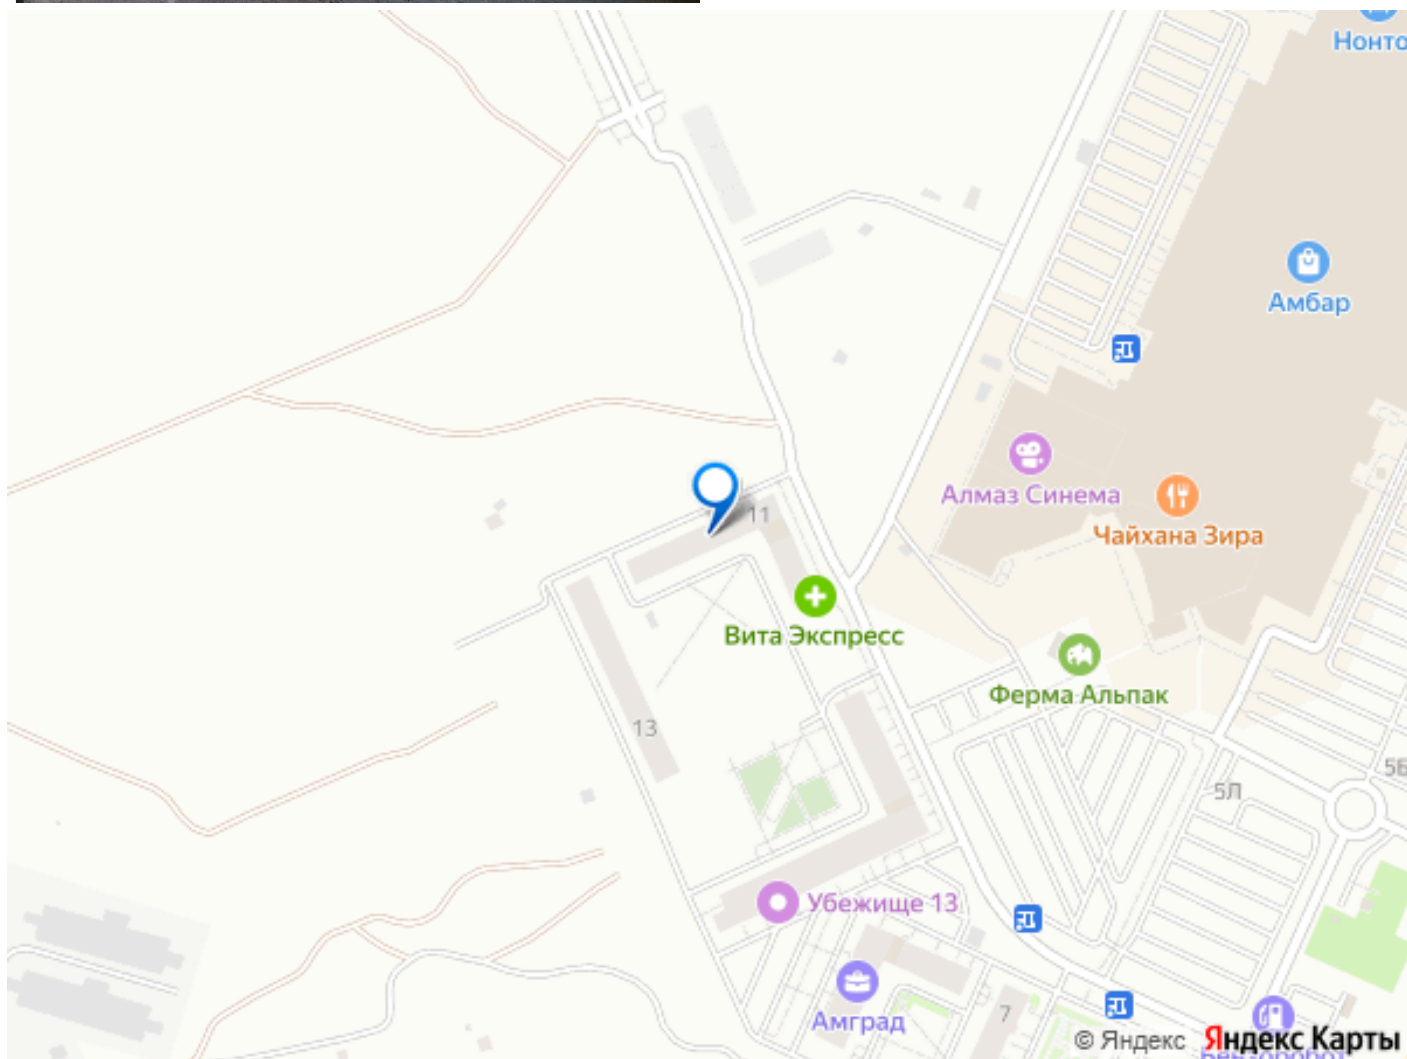 Нонто
Амбар
Алмаз Синема
Чайхана Зира
11
Вита Экспресс
Ферма Альпак
13
5Б
5Л
Убежище 13
Амград
7
© Яндекс Яндекс Карты